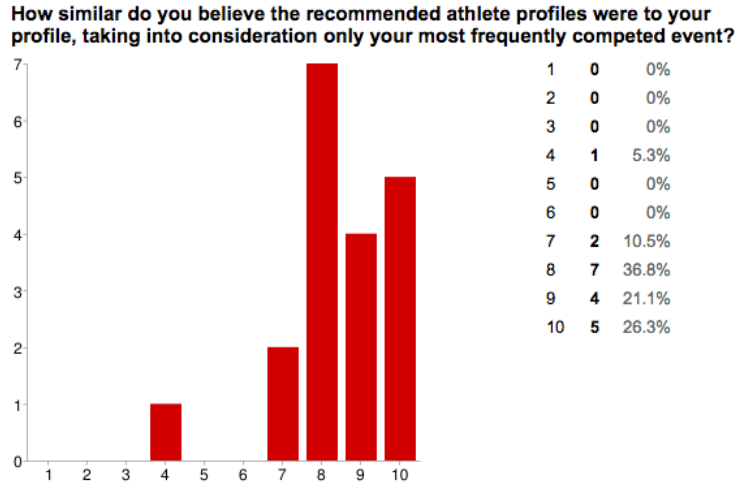 How similar do you believe the recommended athlete profiles were to your
profile, taking into consideration only your most frequently competed event?
7
6
5
4
3
2
1
0
1 2 3 4 5 6 7 8 9 10
1 0 0%
2 0 0%
3 0 0%
4 1 5.3%
5 0 0%
6 0 0%
7 2 10.5%
8 7 36.8%
9 4 21.1%
10 5 26.3%